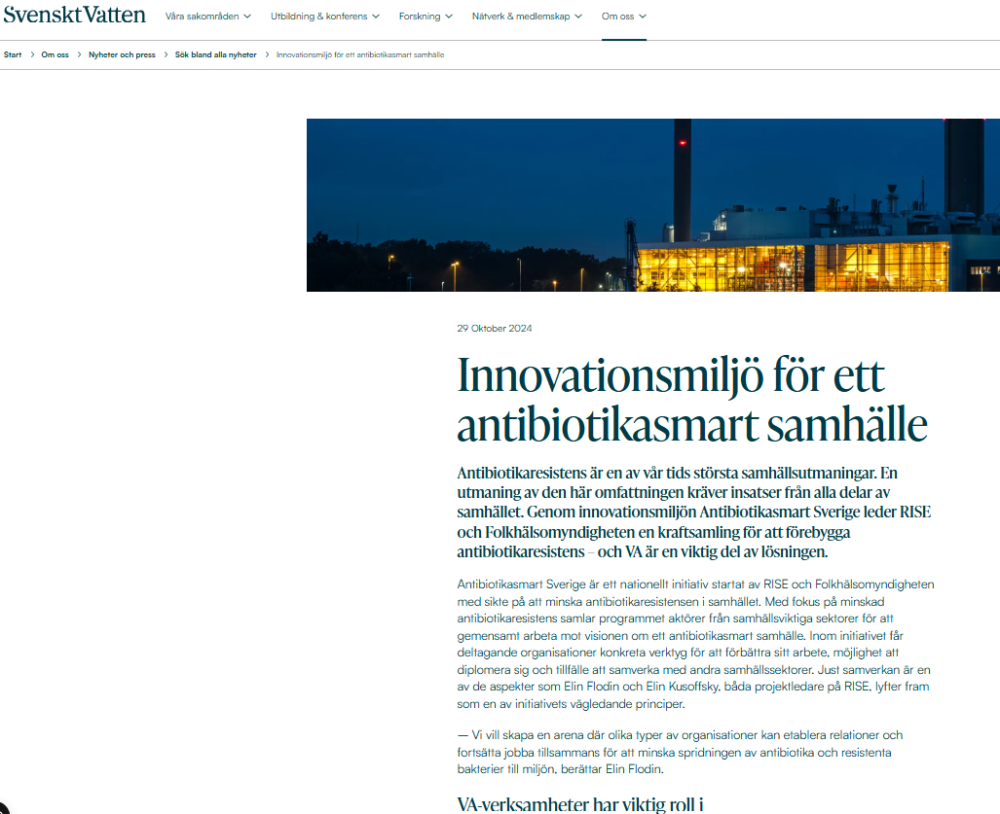 Svenskt Vatten
Våra sakområden
Utbildning & konferens
Forskning
Nätverk & medlemskap
Om oss
Start > Om oss > Nyheter och press > Sök bland alla nyheter > Innovationsmiljö för ett antibiotikasmart samhälle
29 Oktober 2024
Innovationsmiljö för ett
antibiotikasmart samhälle
Antibiotikaresistens är en av vår tids största samhällsutmaningar. En
utmaning av den här omfattningen kräver insatser från alla delar av
samhället. Genom innovationsmiljön Antibiotikasmart Sverige leder RISE
och Folkhälsomyndigheten en kraftsamling för att förebygga
antibiotikaresistens – och VA är en viktig del av lösningen.
Antibiotikasmart Sverige är ett nationellt initiativ startat av RISE och Folkhälsomyndigheten
med sikte på att minska antibiotikaresistensen i samhället. Med fokus på minskad
antibiotikaresistens samlar programmet aktörer från samhällsviktiga sektorer för att
gemensamt arbeta mot visionen om ett antibiotikasmart samhälle. Inom initiativet får
deltagande organisationer konkreta verktyg för att förbättra sitt arbete, möjlighet att
diplomera sig och tillfälle att samverka med andra samhällssektorer. Just samverkan är en
av de aspekter som Elin Flodin och Elin Kusoffsky, båda projektledare på RISE, lyfter fram
som en av initiativets vägledande principer.
— Vi vill skapa en arena där olika typer av organisationer kan etablera relationer och
fortsätta jobba tillsammans för att minska spridningen av antibiotika och resistenta
bakterier till miljön, berättar Elin Flodin.
VA-verksamheter har viktig roll i